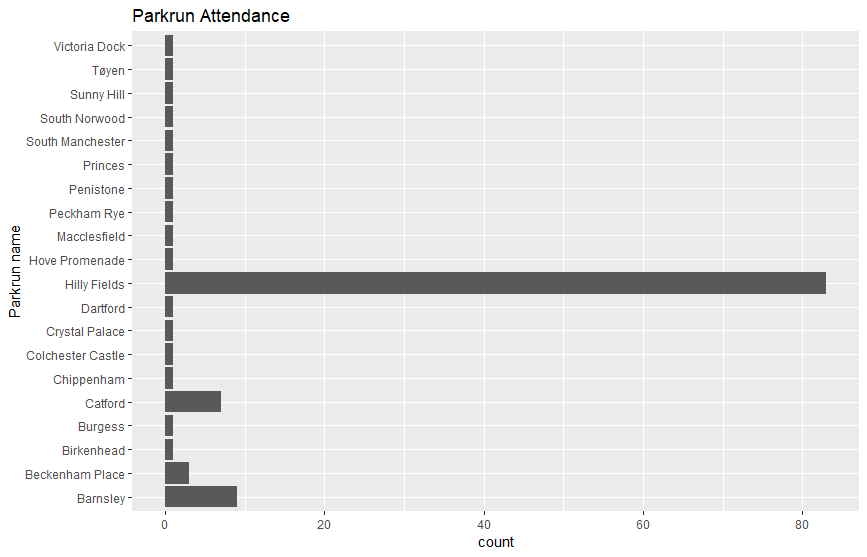 Parkrun Attendance
Parkrun name
Victoria Dock
Tøyen
Sunny Hill
South Norwood
South Manchester
Princes
Penistone
Peckham Rye
Macclesfield
Hove Promenade
Hilly Fields
Dartford
Crystal Palace
Colchester Castle
Chippenham
Catford
Burgess
Birkenhead
Beckenham Place
Barnsley
0 20 40 60 80
count